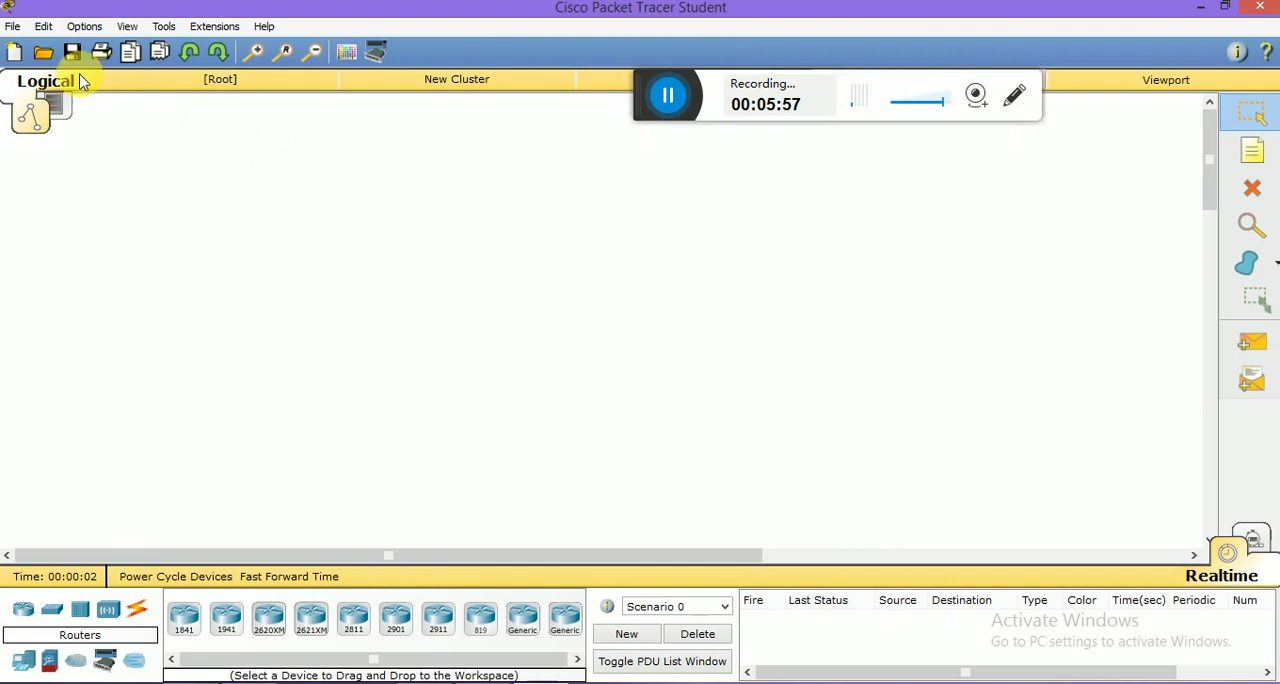 Cisco Packet Tracer Student
File Edit Options View Tools Extensions Help
Logical [Root] New Cluster Viewport
Recording...
00:05:57
Time: 00:00:02 Power Cycle Devices Fast Forward Time
Realtime
Routers
1841 1941 2620XM 2621XM 2811 2901 2911 819 Generic Generic
(Select a Device to Drag and Drop to the Workspace)
Scenario 0
New Delete
Toggle PDU List Window
Fire Last Status Source Destination Type Color Time(sec) Periodic Num
Activate Windows
Go to PC settings to activate Windows.